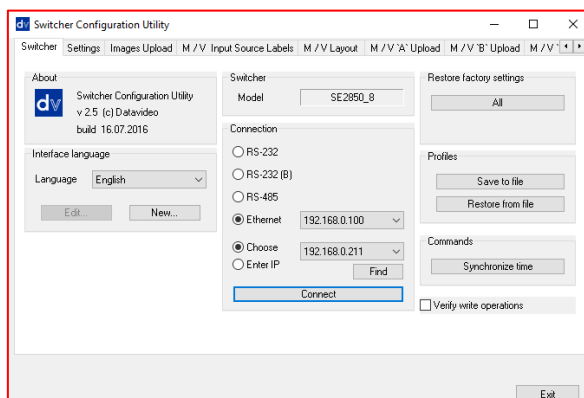 dv Switcher Configuration Utility
Switcher Settings Images Upload M / V Input Source Labels M / V Layout M / V `A` Upload M / V `B` Upload M / V `
About
dv
Switcher Configuration Utility
v 2.5 (c) Datavideo
build 16.07.2016
Interface language
Language English
Edit... New...
Switcher
Model SE2850_8
Connection
RS-232
RS-232 (B)
RS-485
Ethernet 192.168.0.100
Choose 192.168.0.211
Enter IP
Find
Connect
Restore factory settings
All
Profiles
Save to file
Restore from file
Commands
Synchronize time
Verify write operations
Exit